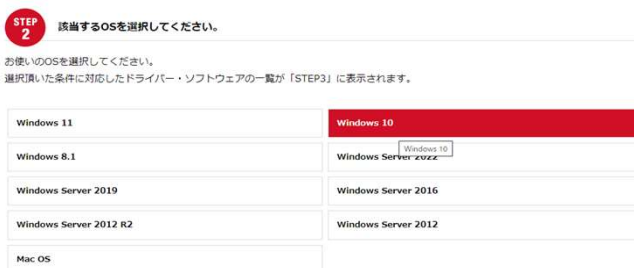 STEP
2
該当するOSを選択してください。
お使いのOSを選択してください。
選択頂いた条件に対応したドライバー・ソフトウェアの一覧が「STEP3」に表示されます。
Windows 11
Windows 10
Windows 10
Windows 8.1
Windows Server 2022
Windows Server 2019
Windows Server 2016
Windows Server 2012 R2
Windows Server 2012
Mac OS